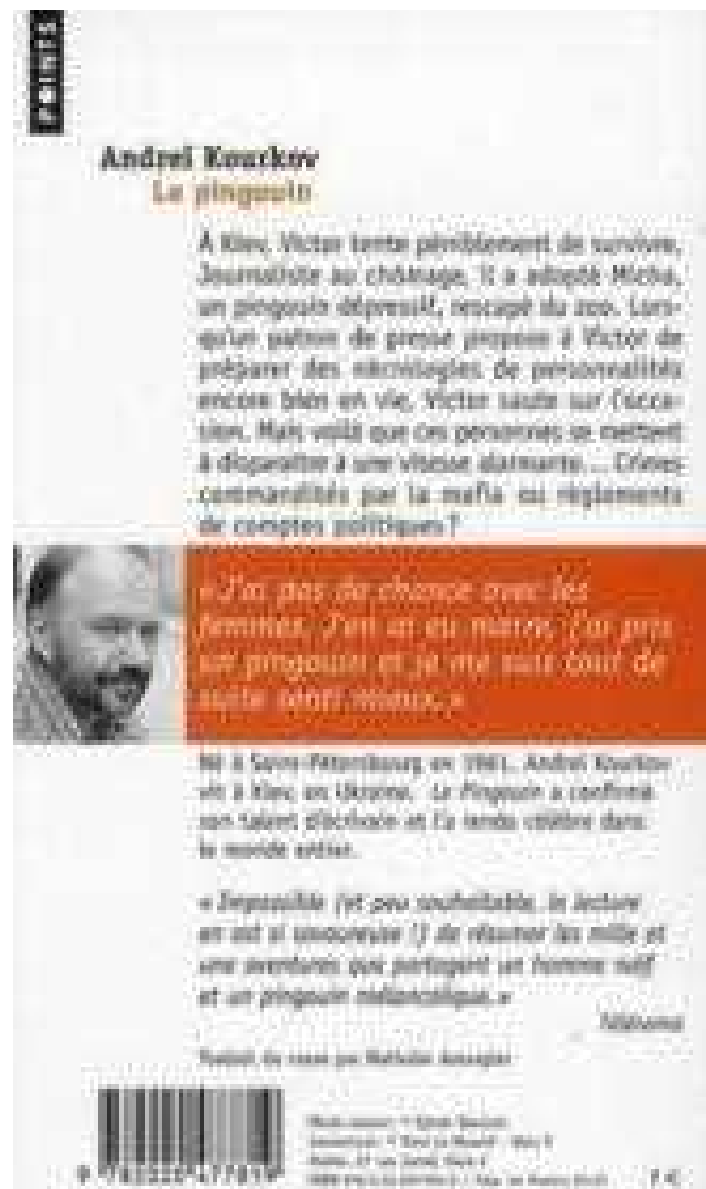 POINTS
Andreï Kourkov
Le pingouin
À Kiev, Victor tente péniblement de survivre.
Journaliste au chômage, il a adopté Micha,
un pingouin dépressif, rescapé du zoo. Lors-
qu'un patron de presse propose à Victor de
préparer des nécrologies de personnalités
encore bien en vie, Victor saute sur l'occa-
sion. Mais voilà que ces personnes se mettent
à disparaître à une vitesse alarmante... Crimes
commandités par la mafia ou règlements
de comptes politiques ?
« J'ai pas de chance avec les
femmes. J'en ai eu marre. J'ai pris
un pingouin et je me suis tout de
suite senti mieux. »
Né à Saint-Pétersbourg en 1961, Andreï Kourkov
vit à Kiev, en Ukraine. Le Pingouin a confirmé
son talent d'écrivain et l'a rendu célèbre dans
le monde entier.
« Impossible (et peu souhaitable, la lecture
en est si savoureuse !) de résumer les mille et
une aventures que partagent un homme naïf
et un pingouin mélancolique. »
Télérama
Traduit du russe par Nathalie Amargier
7 €